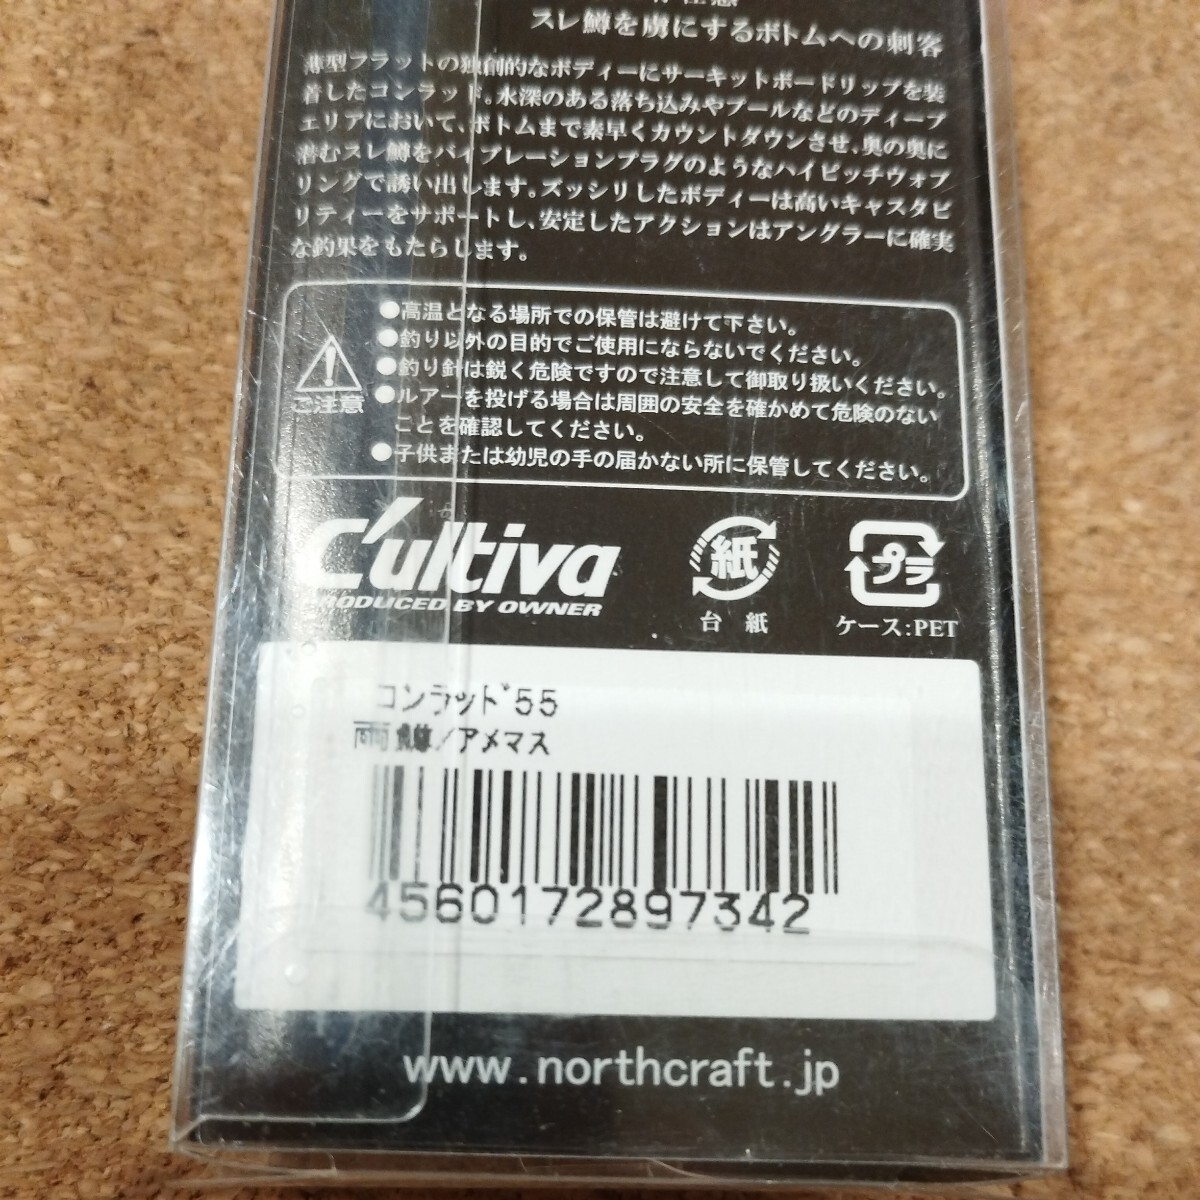 スレ鱒を虜にするボトムへの刺客
薄型フラットの独創的なボディーにサーキットボードリップを装
着したコンラッド。水深のある落ち込みやプールなどのディープ
エリアにおいて、ボトムまで素早くカウントダウンさせ、奥の奥に
潜むスレ鱒をバイブレーションプラグのようなハイピッチウォブ
リングで誘い出します。ズッシリしたボディーは高いキャスタビ
リティーをサポートし、安定したアクションはアングラーに確実
な釣果をもたらします。
●高温となる場所での保管は避けて下さい。
●釣り以外の目的でご使用にならないでください。
●釣り針は鋭く危険ですので注意して御取り扱いください。
●ルアーを投げる場合は周囲の安全を確かめて危険のない
ことを確認してください。
●子供または幼児の手の届かない所に保管してください。
ご注意
C'ultiva
PRODUCED BY OWNER
紙
台紙
プラ
ケース:PET
コンラッド55
雨鱒/アメマス
4560172897342
www.northcraft.jp